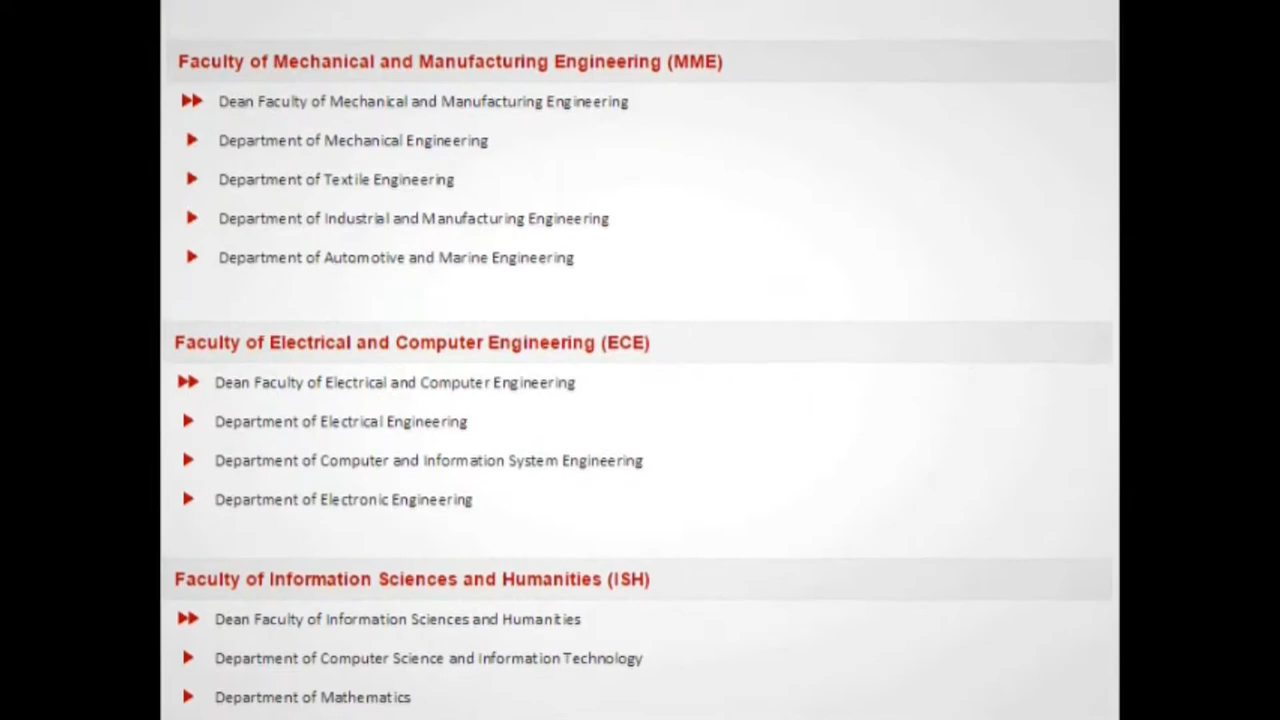 Faculty of Mechanical and Manufacturing Engineering (MME)
Dean Faculty of Mechanical and Manufacturing Engineering
Department of Mechanical Engineering
Department of Textile Engineering
Department of Industrial and Manufacturing Engineering
Department of Automotive and Marine Engineering
Faculty of Electrical and Computer Engineering (ECE)
Dean Faculty of Electrical and Computer Engineering
Department of Electrical Engineering
Department of Computer and Information System Engineering
Department of Electronic Engineering
Faculty of Information Sciences and Humanities (ISH)
Dean Faculty of Information Sciences and Humanities
Department of Computer Science and Information Technology
Department of Mathematics